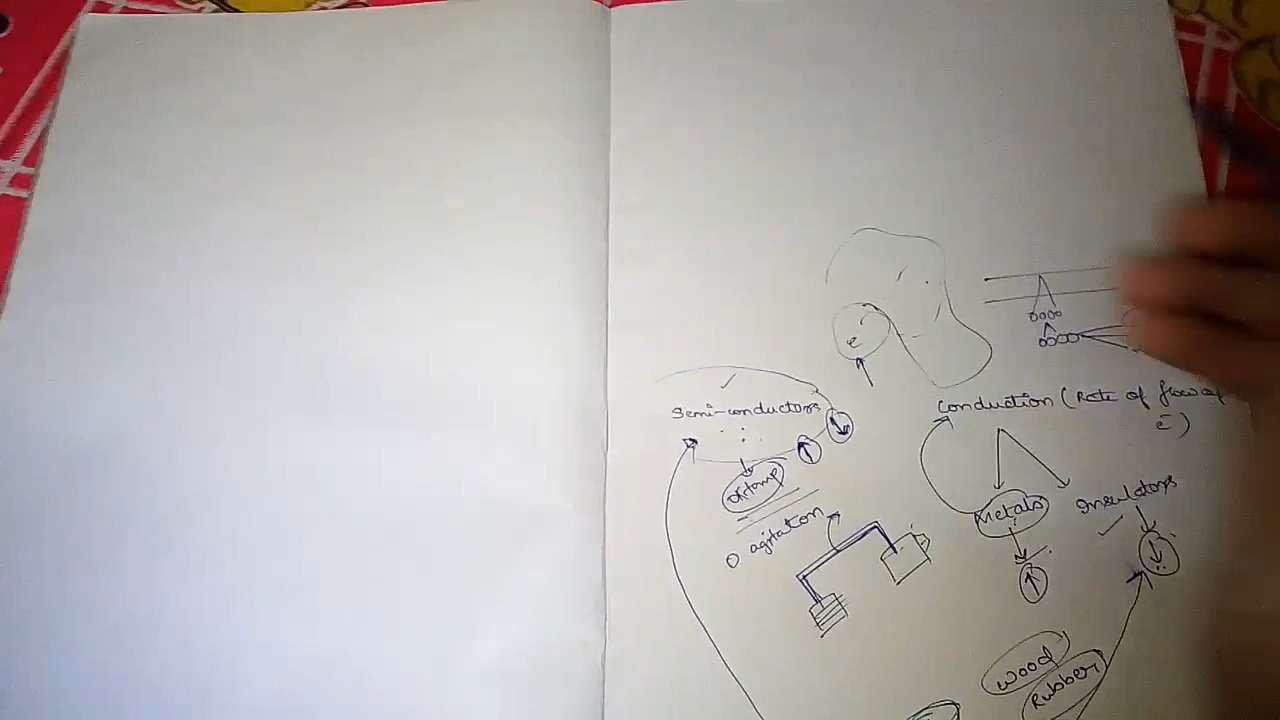 e
Conduction (Rate of flow of
e)
Semi-conductors
Metals
Insulators
agitation
Wood
Rubber